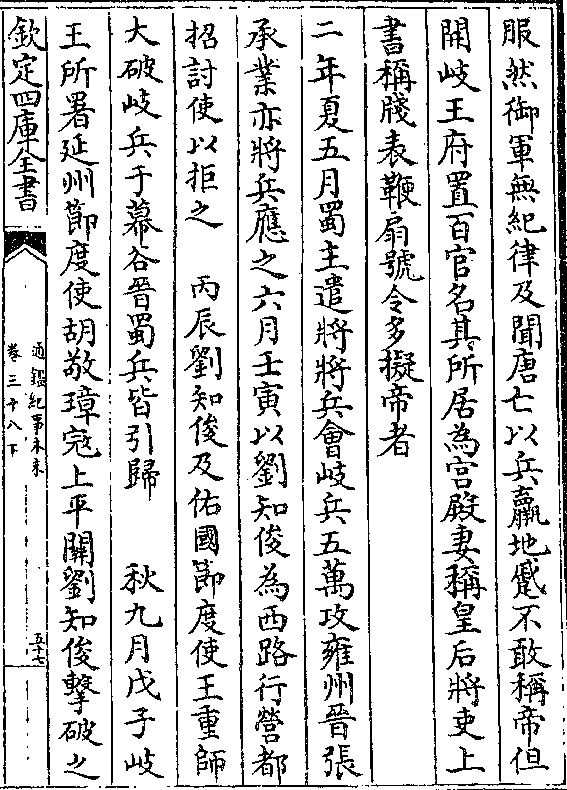 服然御軍無紀律及聞唐亡以兵羸地蹙不敢稱帝但
開岐王府置百官名其所居為宫殿妻稱皇后將吏上
書稱牋表鞭扇號令多擬帝者
二年夏五月蜀主遣將將兵會岐兵五萬攻雍州晉張
承業亦將兵應之六月壬寅以劉知俊為西路行營都
招討使以拒之　丙辰劉知俊及佑國節度使王重師
大破岐兵于幕谷晉蜀兵皆引歸　秋九月戊子岐
王所署延州節度使胡敬璋寇上平關劉知俊擊破之
欽定四庫全書
通鑑紀事本末
卷三十八下
五十七